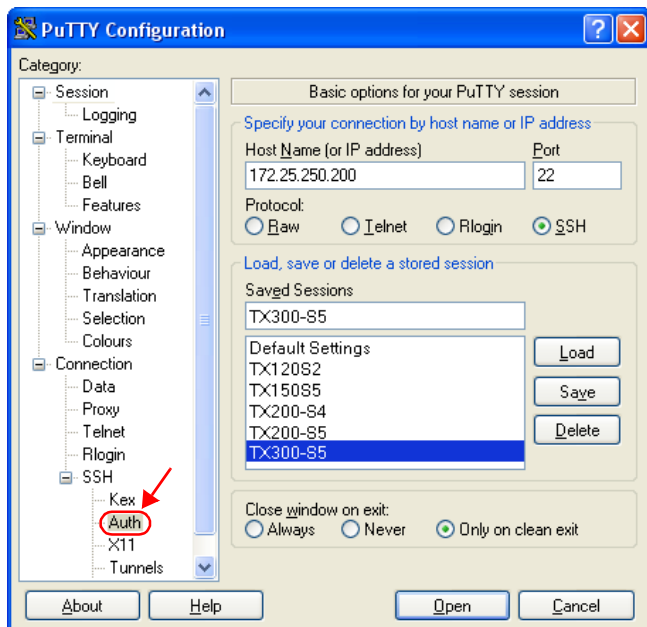 PuTTY Configuration
Category:
Session
Logging
Terminal
Keyboard
Bell
Features
Window
Appearance
Behaviour
Translation
Selection
Colours
Connection
Data
Proxy
Telnet
Rlogin
SSH
Kex
Auth
X11
Tunnels
Basic options for your PuTTY session
Specify your connection by host name or IP address
Host Name (or IP address) Port
172.25.250.200 22
Protocol:
Raw Telnet Rlogin SSH
Load, save or delete a stored session
Saved Sessions
TX300-S5
Default Settings
TX120S2
TX150S5
TX200-S4
TX200-S5
TX300-S5
Load
Save
Delete
Close window on exit:
Always Never Only on clean exit
About Help Open Cancel